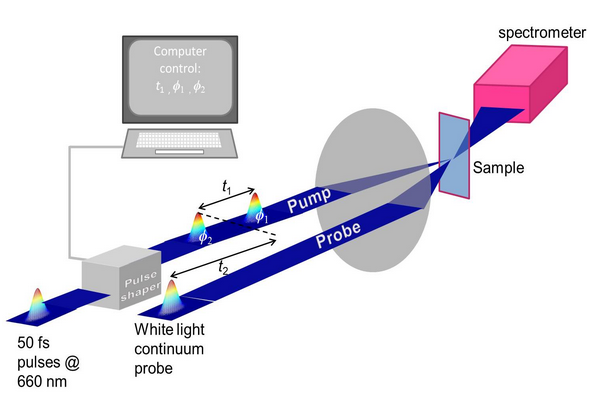 spectrometer
Computer
control:
t₁ , ϕ₁ , ϕ₂
Sample
t₁
ϕ₁
Pump
ϕ₂
Probe
t₂
Pulse
shaper
50 fs
pulses @
660 nm
White light
continuum
probe